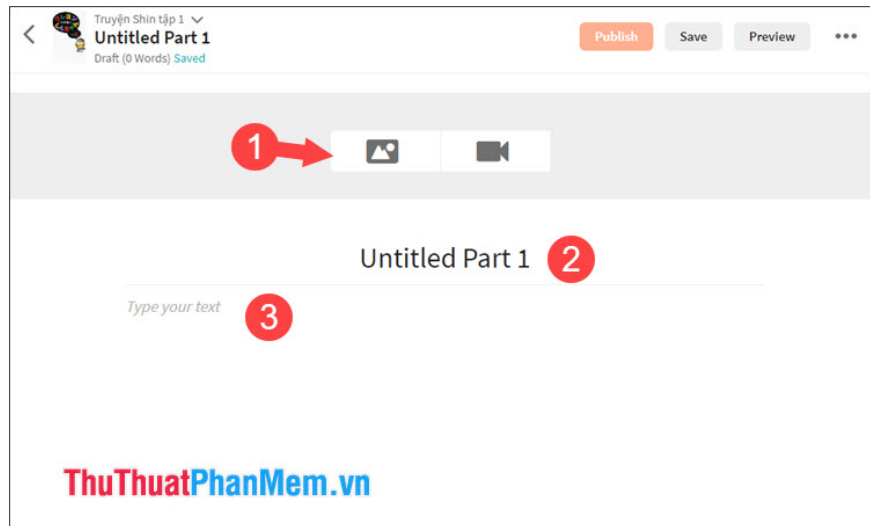 Truyện Shin tập 1
Untitled Part 1
Draft (0 Words) Saved
Publish
Save
Preview
1
Untitled Part 1
2
Type your text
3
ThuThuatPhanMem.vn